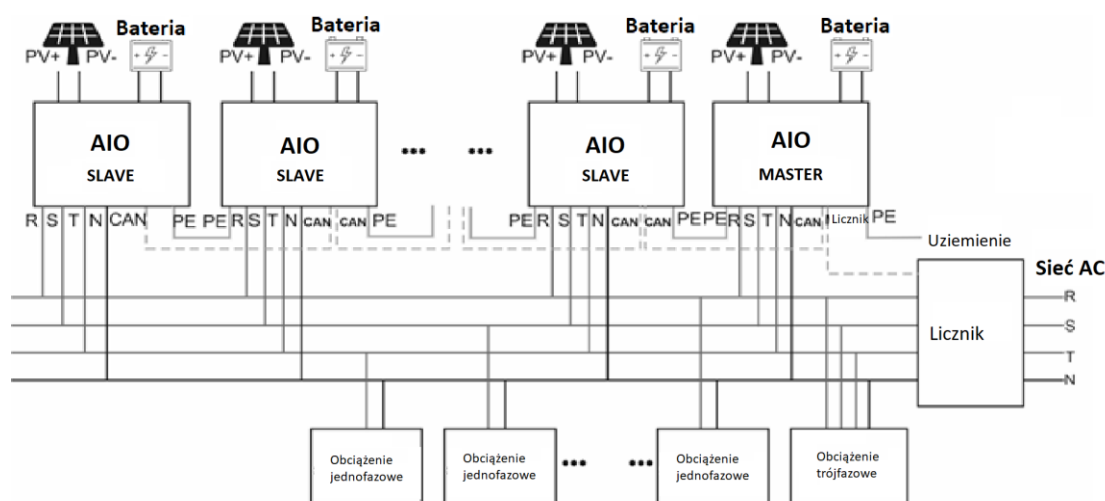 Bateria Bateria Bateria Bateria
PV+ PV- + - PV+ PV- + - PV+ PV- + - PV+ PV- + -
AIO AIO ... ... AIO AIO
SLAVE SLAVE SLAVE MASTER
R S T N CAN PE PE R S T N CAN CAN PE PE R S T N CAN CAN PE PE R S T N CAN Licznik PE
Uziemienie
Sieć AC
R
S
Licznik
T
N
Obciążenie Obciążenie ... ... Obciążenie Obciążenie
jednofazowe jednofazowe jednofazowe trójfazowe